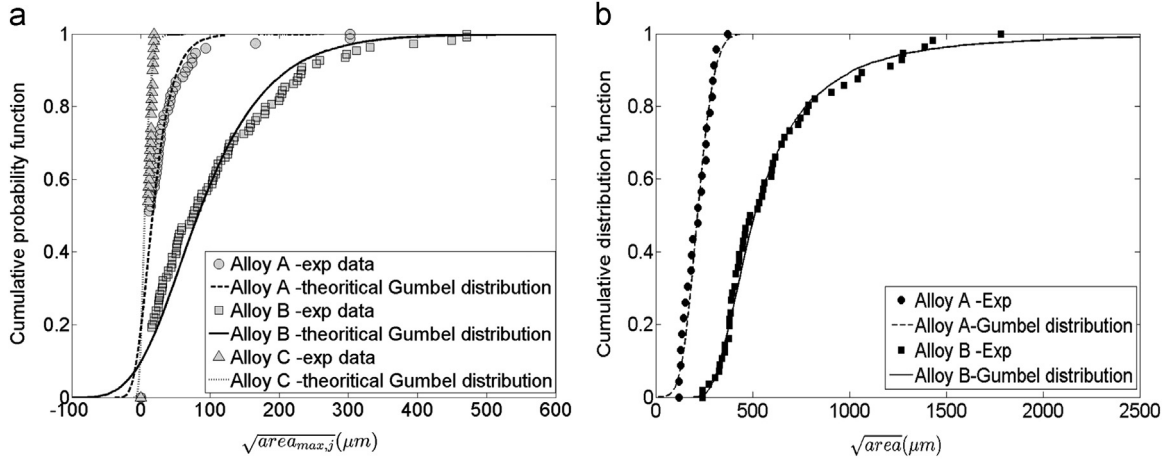 a
Cumulative probability function
1
0.8
0.6
0.4
0.2
0
-100 0 100 200 300 400 500 600
√area_max,j(μm)
Alloy A -exp data
Alloy A -theoritical Gumbel distribution
Alloy B -exp data
Alloy B -theoritical Gumbel distribution
Alloy C -exp data
Alloy C -theoritical Gumbel distribution
b
Cumulative distribution function
1
0.8
0.6
0.4
0.2
0
0 500 1000 1500 2000 2500
√area(μm)
Alloy A -Exp
Alloy A-Gumbel distribution
Alloy B -Exp
Alloy B-Gumbel distribution